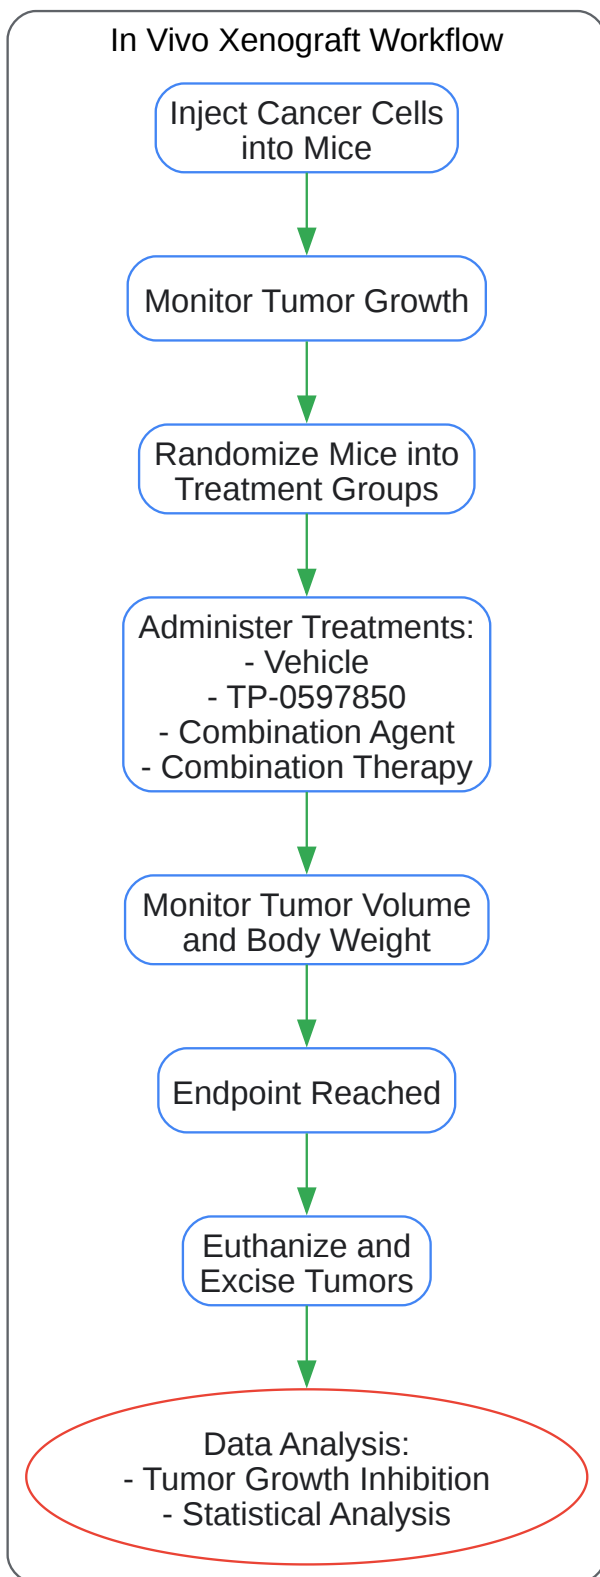 In Vivo Xenograft Workflow
Inject Cancer Cells
into Mice
Monitor Tumor Growth
Randomize Mice into
Treatment Groups
Administer Treatments:
- Vehicle
- TP-0597850
- Combination Agent
- Combination Therapy
Monitor Tumor Volume
and Body Weight
Endpoint Reached
Euthanize and
Excise Tumors
Data Analysis:
- Tumor Growth Inhibition
- Statistical Analysis